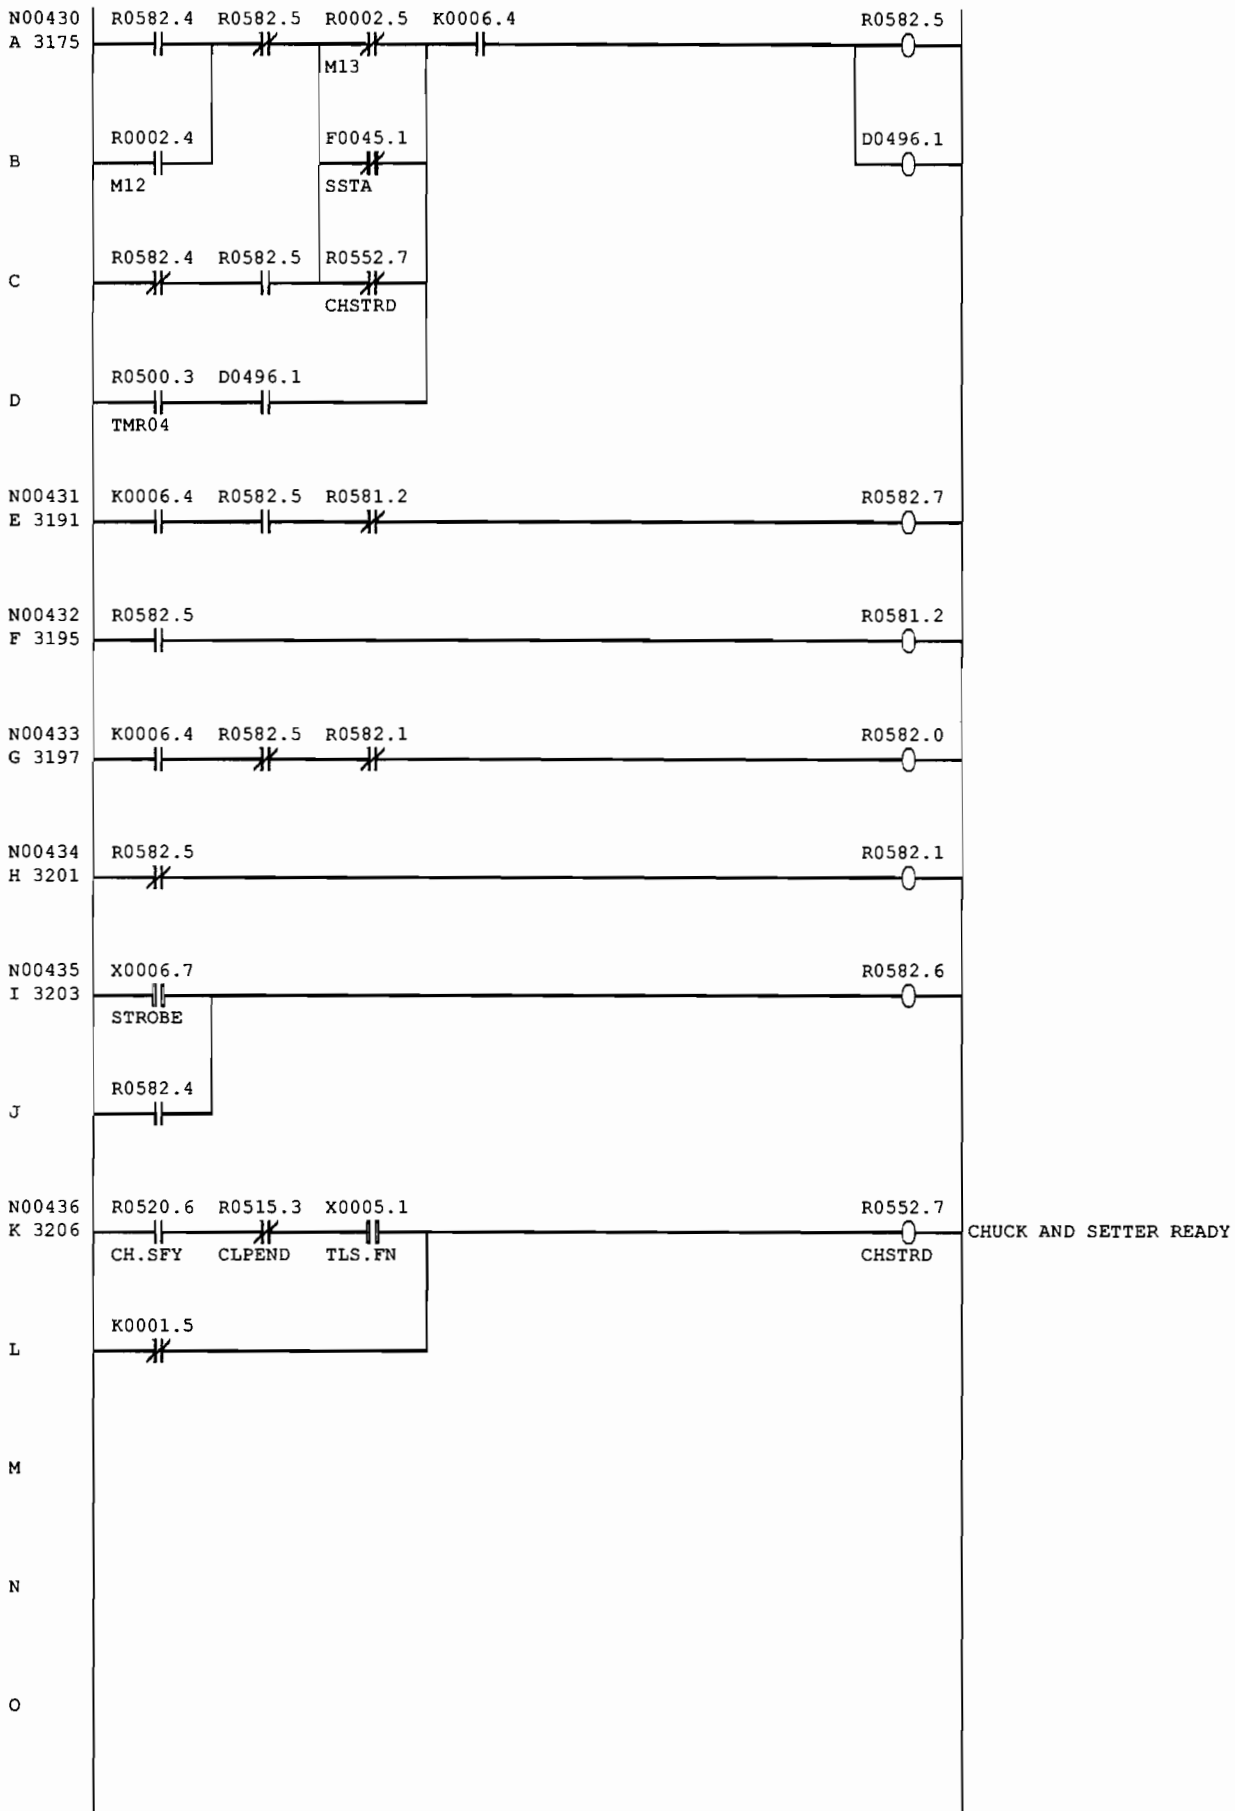 N00430 R0582.4 R0582.5 R0002.5 K0006.4 R0582.5
A 3175
M13
R0002.4 F0045.1 D0496.1
B
M12 SSTA
R0582.4 R0582.5 R0552.7
C
CHSTRD
R0500.3 D0496.1
D
TMR04
N00431 K0006.4 R0582.5 R0581.2 R0582.7
E 3191
N00432 R0582.5 R0581.2
F 3195
N00433 K0006.4 R0582.5 R0582.1 R0582.0
G 3197
N00434 R0582.5 R0582.1
H 3201
N00435 X0006.7 R0582.6
I 3203
STROBE
R0582.4
J
N00436 R0520.6 R0515.3 X0005.1 R0552.7
K 3206 CHUCK AND SETTER READY
CH.SFY CLPEND TLS.FN CHSTRD
K0001.5
L
M
N
O